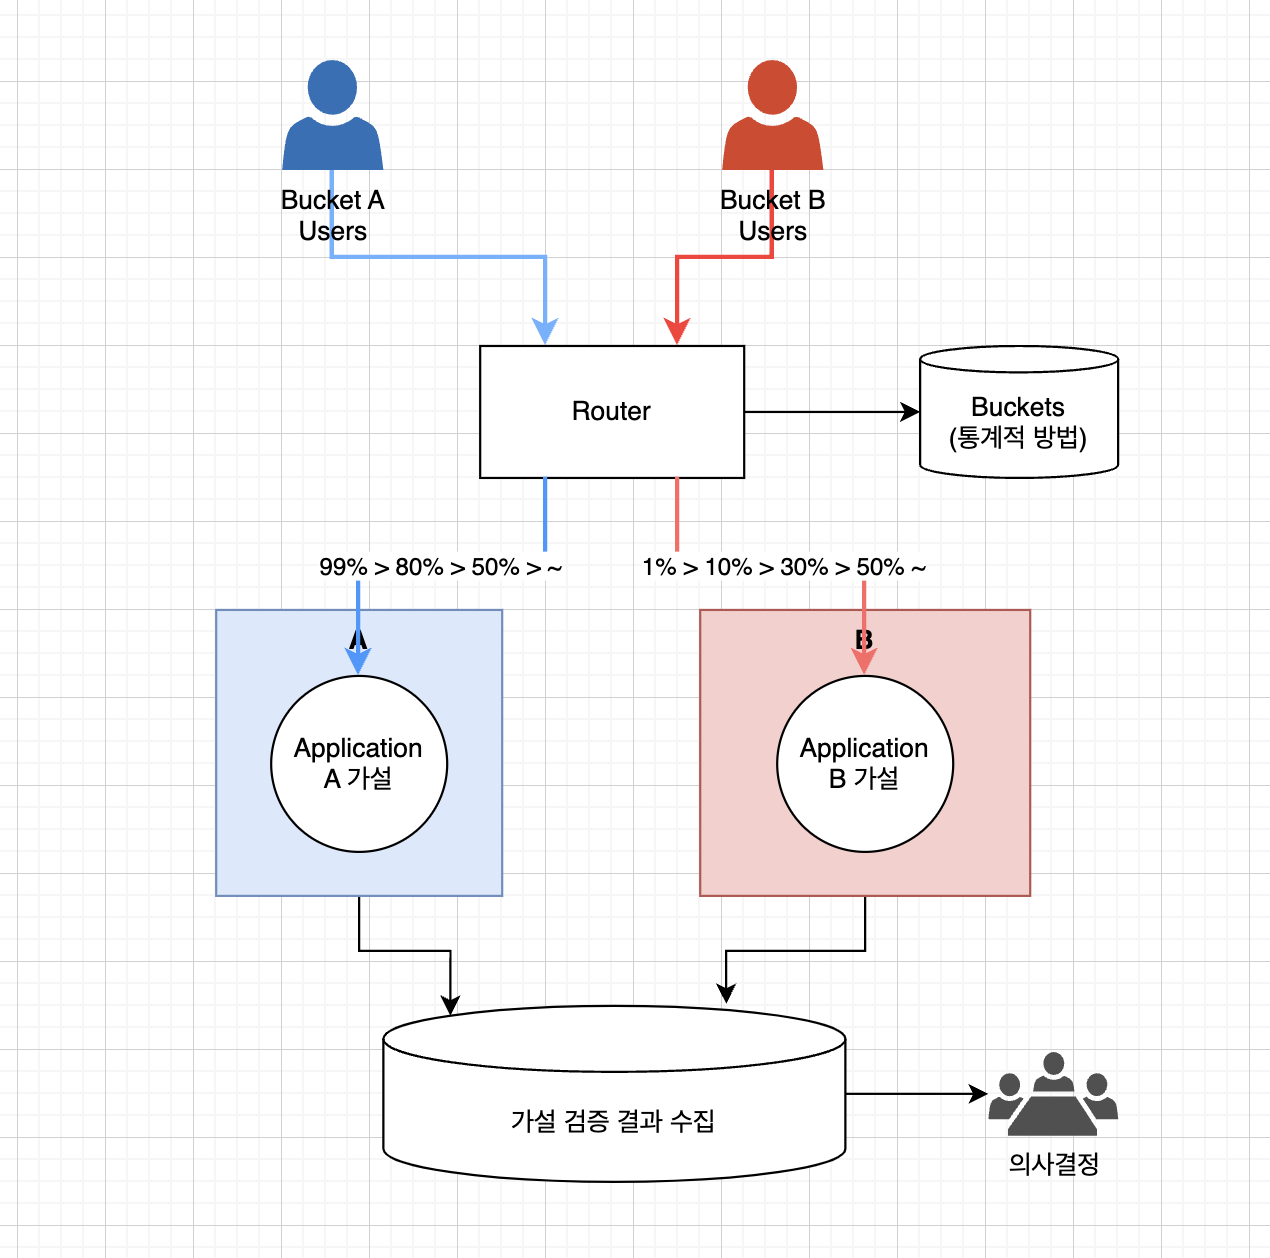 Bucket A
Users
Bucket B
Users
Router
Buckets
(통계적 방법)
99% > 80% > 50% > ~
1% > 10% > 30% > 50% ~
A
B
Application
A 가설
Application
B 가설
가설 검증 결과 수집
의사결정